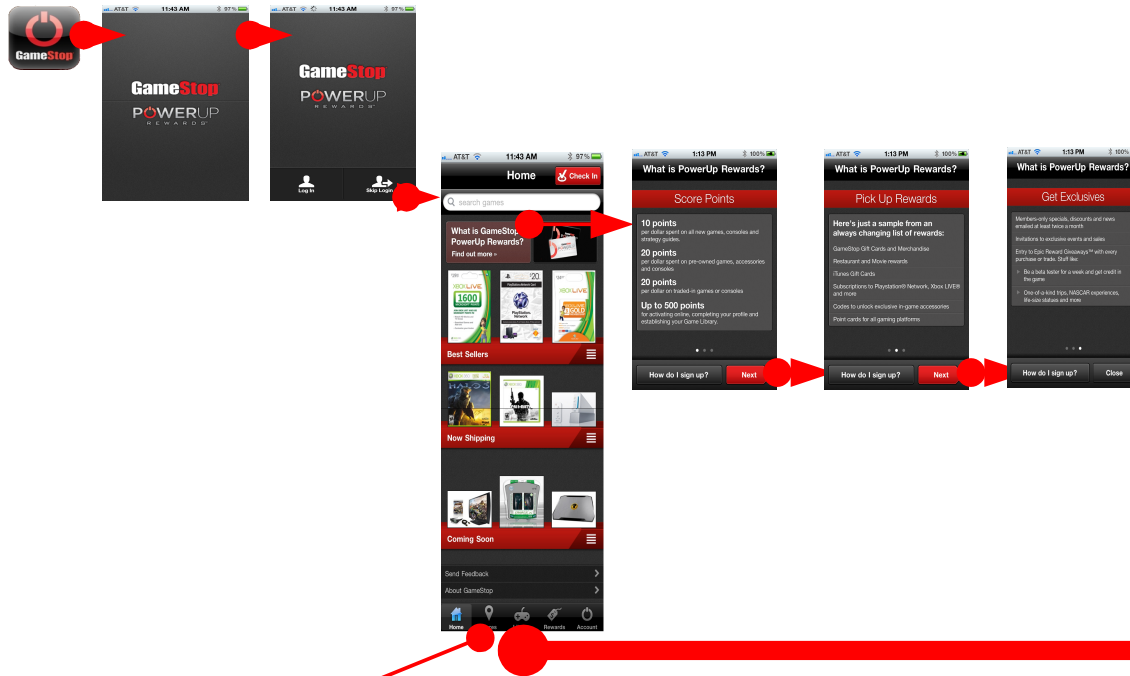 GameStop
AT&T 11:43 AM 97%
GameStop
POWERUP
REWARDS
AT&T 11:43 AM 97%
GameStop
POWERUP
REWARDS
Log In
Skip Login
AT&T 11:43 AM 97%
Home
Check In
search games
What is GameStop
PowerUp Rewards?
Find out more »
XBOX LIVE
1600
$20
PlayStation
Network
XBOX LIVE
GOLD
Best Sellers
HALO 3
Now Shipping
Coming Soon
Send Feedback
About GameStop
Home
Rewards
Account
AT&T 1:13 PM 100%
What is PowerUp Rewards?
Score Points
10 points
per dollar spent on all new games, consoles and
strategy guides.
20 points
per dollar spent on pre-owned games, accessories
and consoles
20 points
per dollar on traded-in games or consoles
Up to 500 points
for activating online, completing your profile and
establishing your Game Library.
How do I sign up?
Next
AT&T 1:13 PM 100%
What is PowerUp Rewards?
Pick Up Rewards
Here's just a sample from an
always changing list of rewards:
GameStop Gift Cards and Merchandise
Restaurant and Movie rewards
iTunes Gift Cards
Subscriptions to Playstation® Network, Xbox LIVE®
and more
Codes to unlock exclusive in-game accessories
Point cards for all gaming platforms
How do I sign up?
Next
AT&T 1:13 PM 100%
What is PowerUp Rewards?
Get Exclusives
Members-only specials, discounts and news
emailed at least twice a month
Invitations to exclusive events and sales
Entry to Epic Reward Giveaways™ with every
purchase or trade. Stuff like:
Be a beta tester for a week and get credit in
the game
One-of-a-kind trips, NASCAR experiences,
life-size statues and more
How do I sign up?
Close